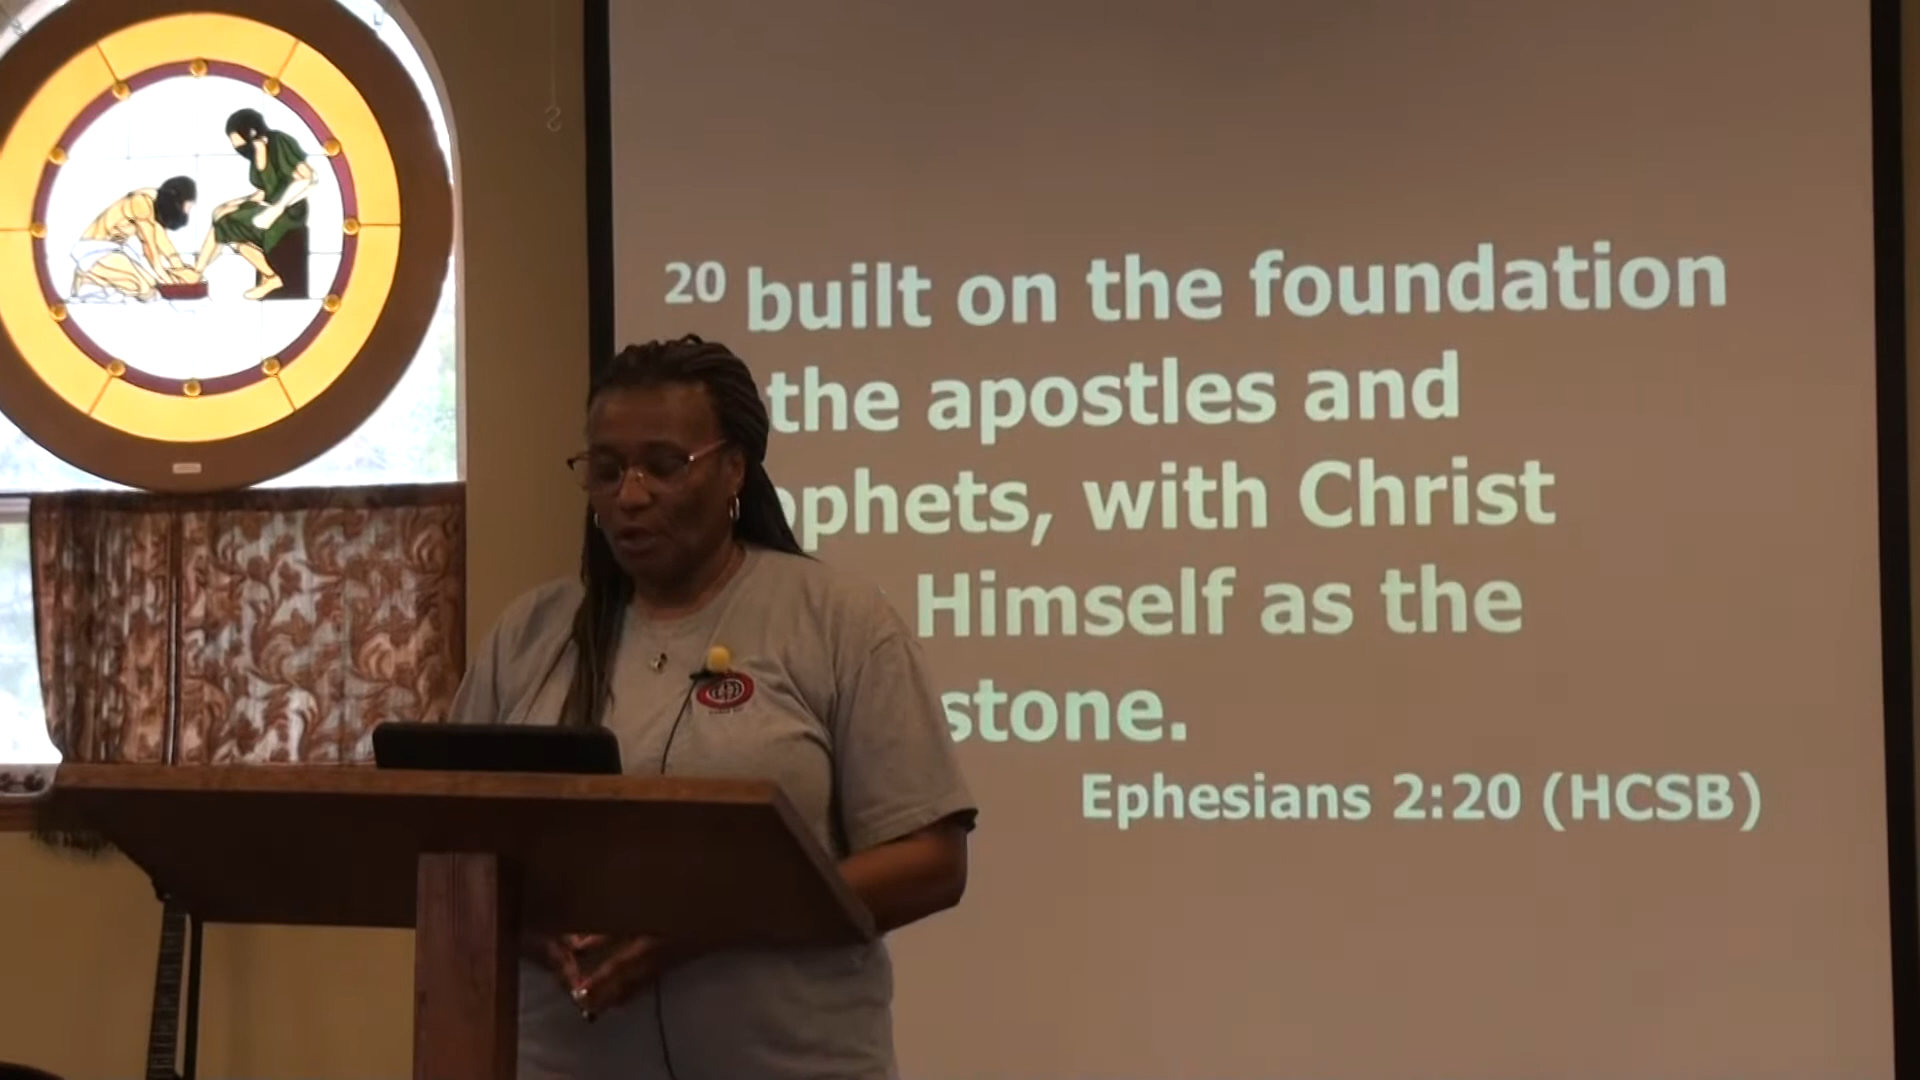 20 built on the foundation
the apostles and
ophets, with Christ
Himself as the
stone.
Ephesians 2:20 (HCSB)